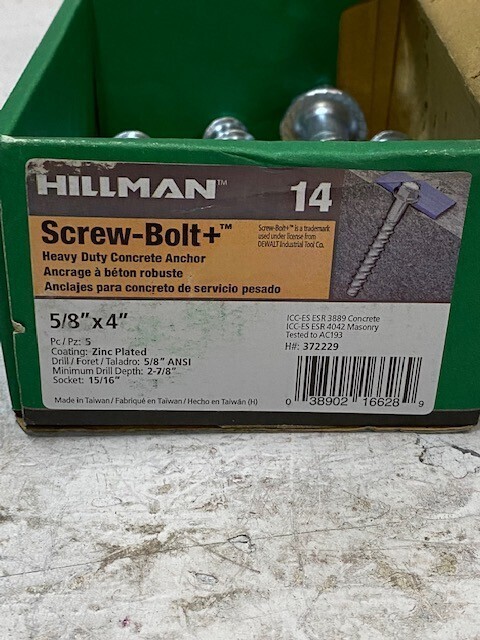 HILLMAN™
14
Screw-Bolt+™
Heavy Duty Concrete Anchor
Ancrage à béton robuste
Anclajes para concreto de servicio pesado
Screw-Bolt+™ is a trademark
used under license from
DEWALT Industrial Tool Co.
5/8" x 4"
Pc/Pz: 5
Coating: Zinc Plated
Drill/Foret/Taladro: 5/8" ANSI
Minimum Drill Depth: 2-7/8"
Socket: 15/16"
Made in Taiwan / Fabriqué en Taiwan / Hecho en Taiwán (H)
ICC-ES ESR 3889 Concrete
ICC-ES ESR 4042 Masonry
Tested to AC193
H#: 372229
0 38902 16628 9